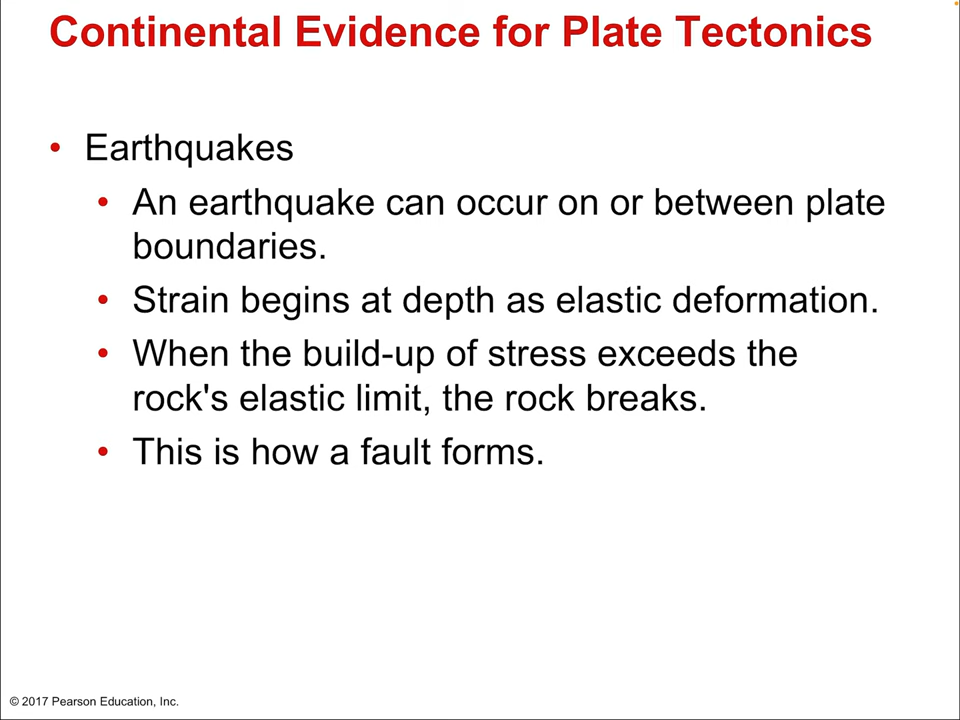 Continental Evidence for Plate Tectonics
• Earthquakes
• An earthquake can occur on or between plate
boundaries.
• Strain begins at depth as elastic deformation.
• When the build-up of stress exceeds the
rock's elastic limit, the rock breaks.
• This is how a fault forms.
© 2017 Pearson Education, Inc.